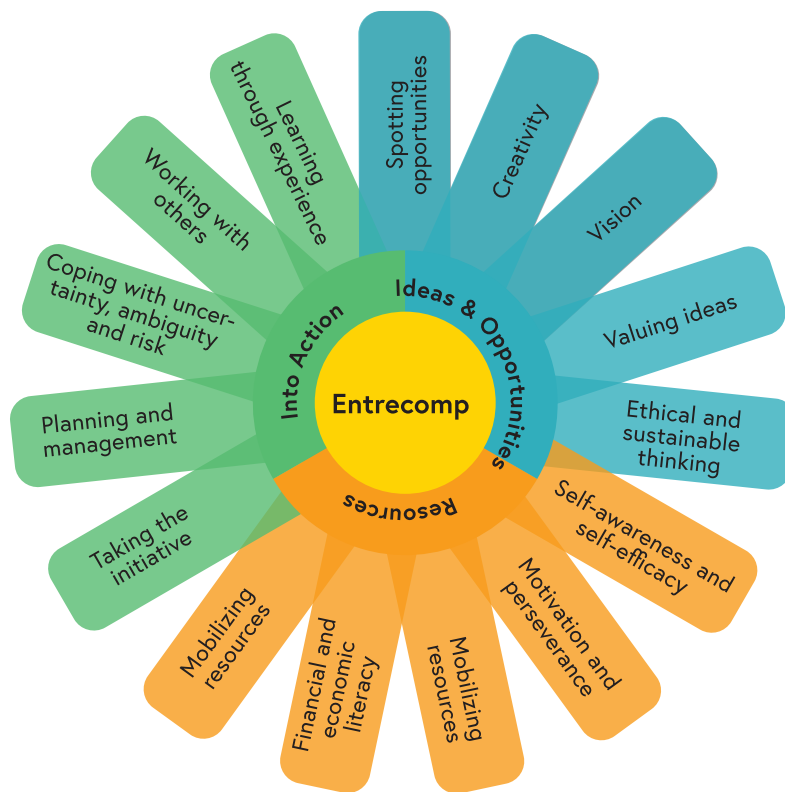 Entrecomp
Ideas & Opportunities
Resources
Into Action
Spotting
opportunities
Creativity
Vision
Valuing ideas
Ethical and
sustainable
thinking
Self-awareness and
self-efficacy
Motivation and
perseverance
Mobilizing
resources
Financial and
economic
literacy
Mobilizing
resources
Taking the
initiative
Planning and
management
Coping with uncer-
tainty, ambiguity
and risk
Working with
others
Learning
through experience